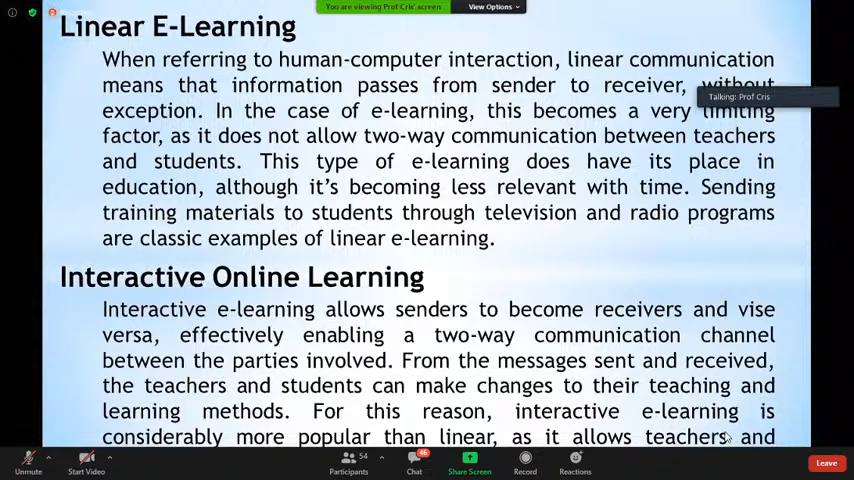 You are viewing Prof Cris' screen
View Options
Linear E-Learning
When referring to human-computer interaction, linear communication
means that information passes from sender to receiver, without
Talking: Prof Cris
exception. In the case of e-learning, this becomes a very limiting
factor, as it does not allow two-way communication between teachers
and students. This type of e-learning does have its place in
education, although it's becoming less relevant with time. Sending
training materials to students through television and radio programs
are classic examples of linear e-learning.
Interactive Online Learning
Interactive e-learning allows senders to become receivers and vise
versa, effectively enabling a two-way communication channel
between the parties involved. From the messages sent and received,
the teachers and students can make changes to their teaching and
learning methods. For this reason, interactive e-learning is
considerably more popular than linear, as it allows teachers and
Unmute
Start Video
54
Participants
46
Chat
Share Screen
Record
Reactions
Leave